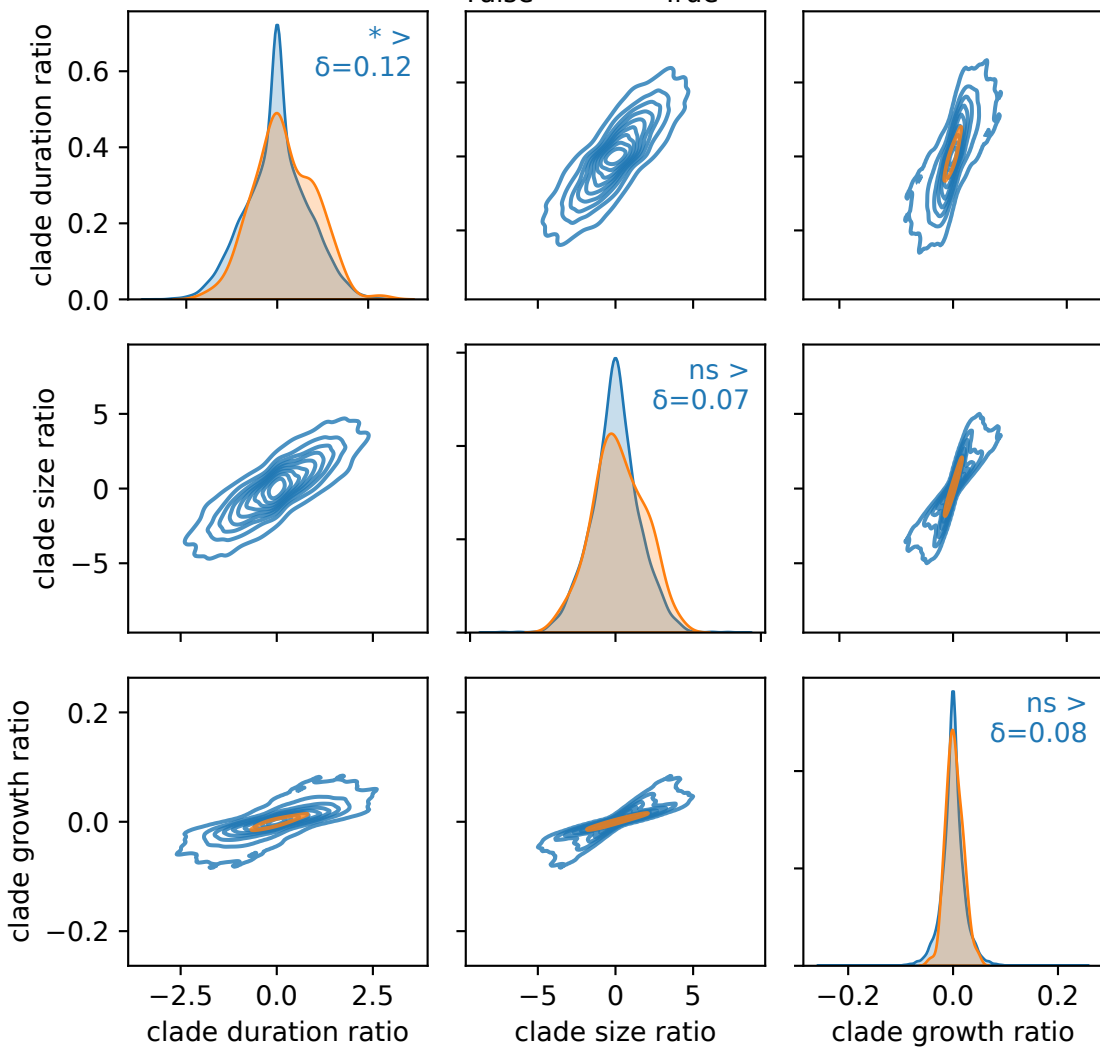 True
clade duration ratio
0.6
0.4
0.2
0.0
* >
δ=0.12
clade size ratio
5
0
−5
ns >
δ=0.07
clade growth ratio
0.2
0.0
−0.2
ns >
δ=0.08
−2.5 0.0 2.5
−5 0 5
−0.2 0.0 0.2
clade duration ratio
clade size ratio
clade growth ratio